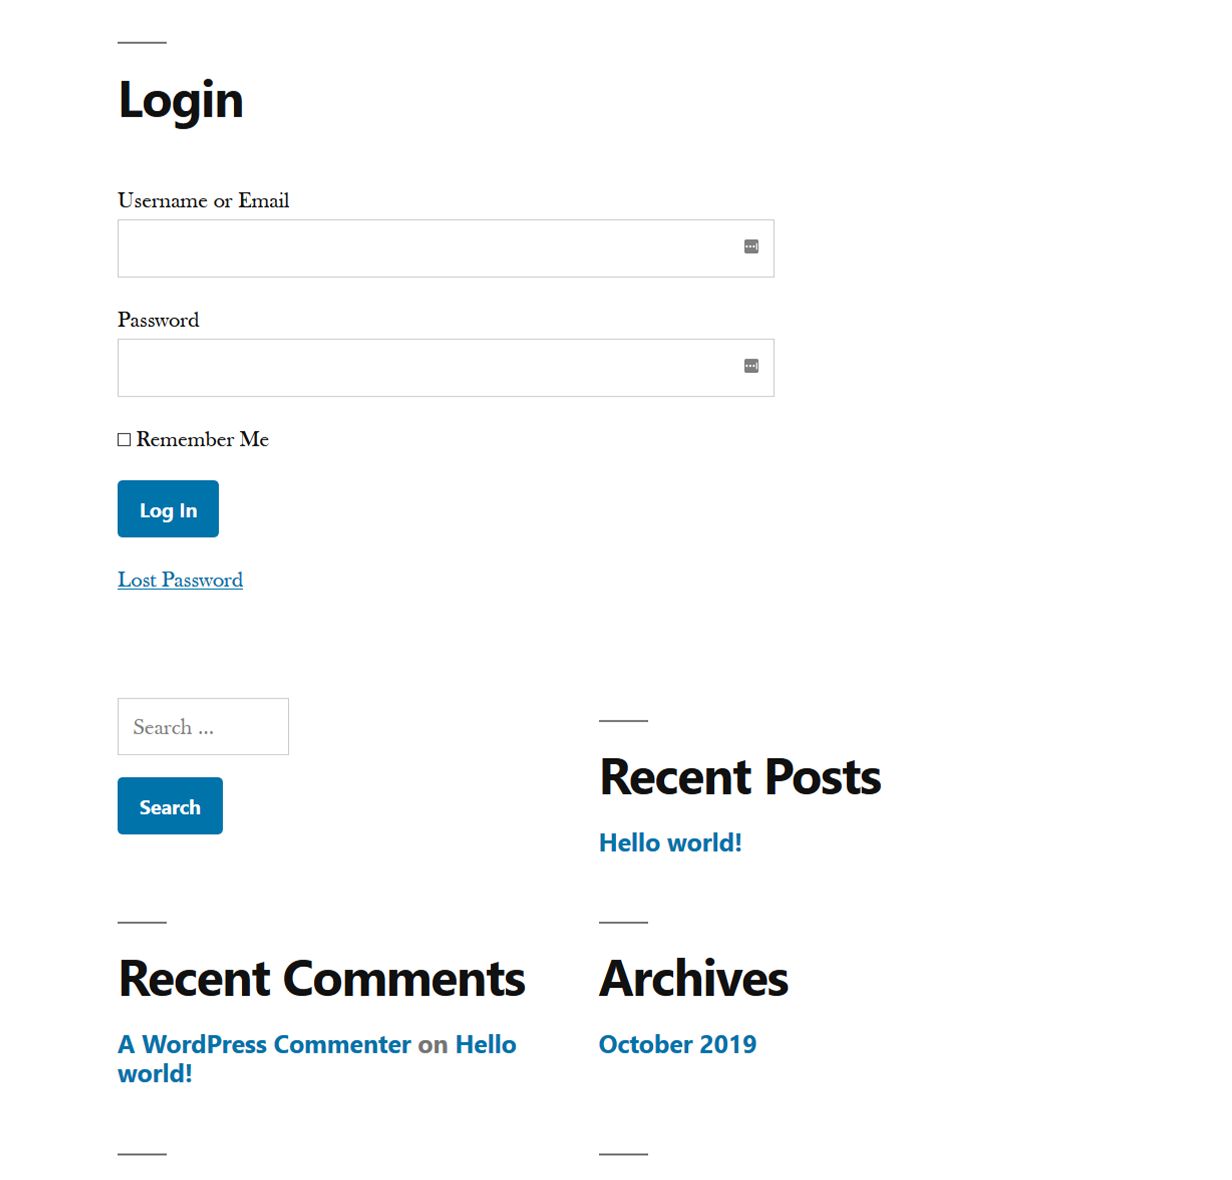 Login
Username or Email
Password
Remember Me
Log In
Lost Password
Search ...
Search
Recent Posts
Hello world!
Recent Comments
A WordPress Commenter on Hello
world!
Archives
October 2019